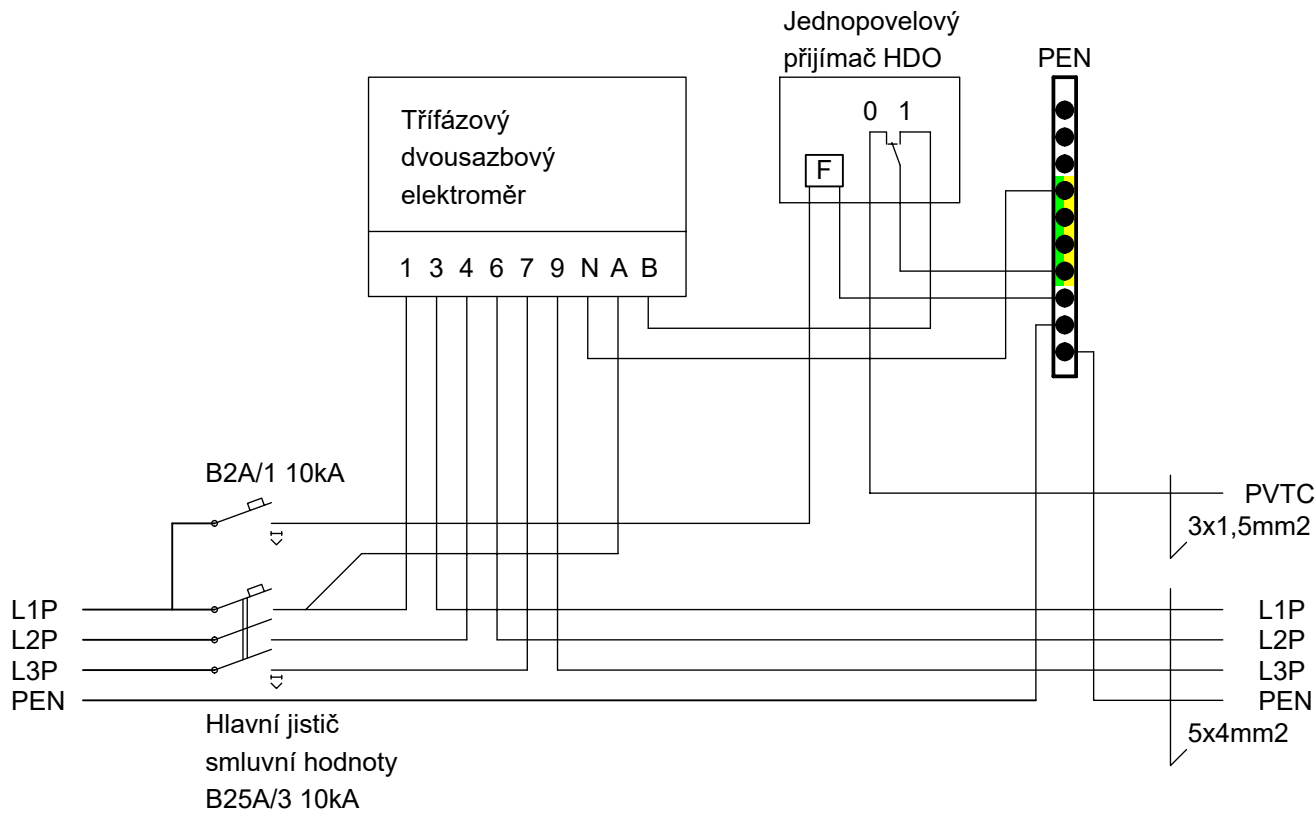 Jednopovelový
přijímač HDO
PEN
Třífázový
dvousazbový
elektroměr
0 1
F
1 3 4 6 7 9 N A B
B2A/1 10kA
PVTC
3x1,5mm2
L1P
L2P
L3P
PEN
L1P
L2P
L3P
PEN
5x4mm2
Hlavní jistič
smluvní hodnoty
B25A/3 10kA